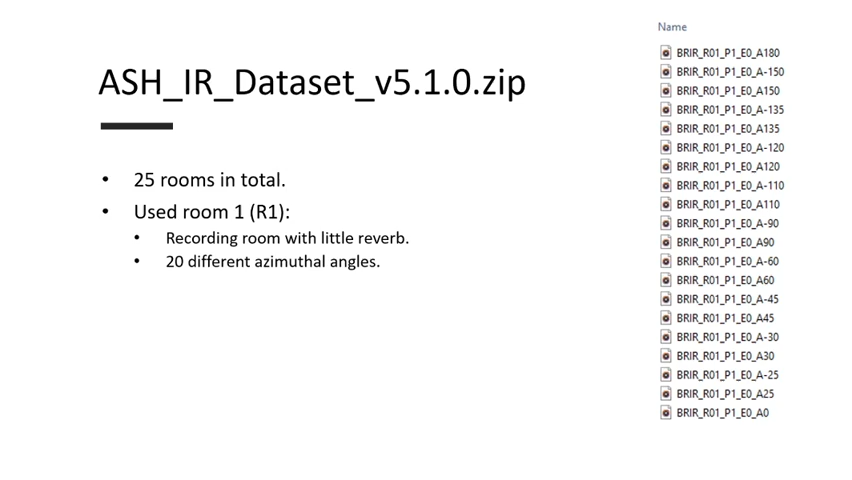 ASH_IR_Dataset_v5.1.0.zip
• 25 rooms in total.
• Used room 1 (R1):
• Recording room with little reverb.
• 20 different azimuthal angles.
Name
BRIR_R01_P1_E0_A180
BRIR_R01_P1_E0_A-150
BRIR_R01_P1_E0_A150
BRIR_R01_P1_E0_A-135
BRIR_R01_P1_E0_A135
BRIR_R01_P1_E0_A-120
BRIR_R01_P1_E0_A120
BRIR_R01_P1_E0_A-110
BRIR_R01_P1_E0_A110
BRIR_R01_P1_E0_A-90
BRIR_R01_P1_E0_A90
BRIR_R01_P1_E0_A-60
BRIR_R01_P1_E0_A60
BRIR_R01_P1_E0_A-45
BRIR_R01_P1_E0_A45
BRIR_R01_P1_E0_A-30
BRIR_R01_P1_E0_A30
BRIR_R01_P1_E0_A-25
BRIR_R01_P1_E0_A25
BRIR_R01_P1_E0_A0